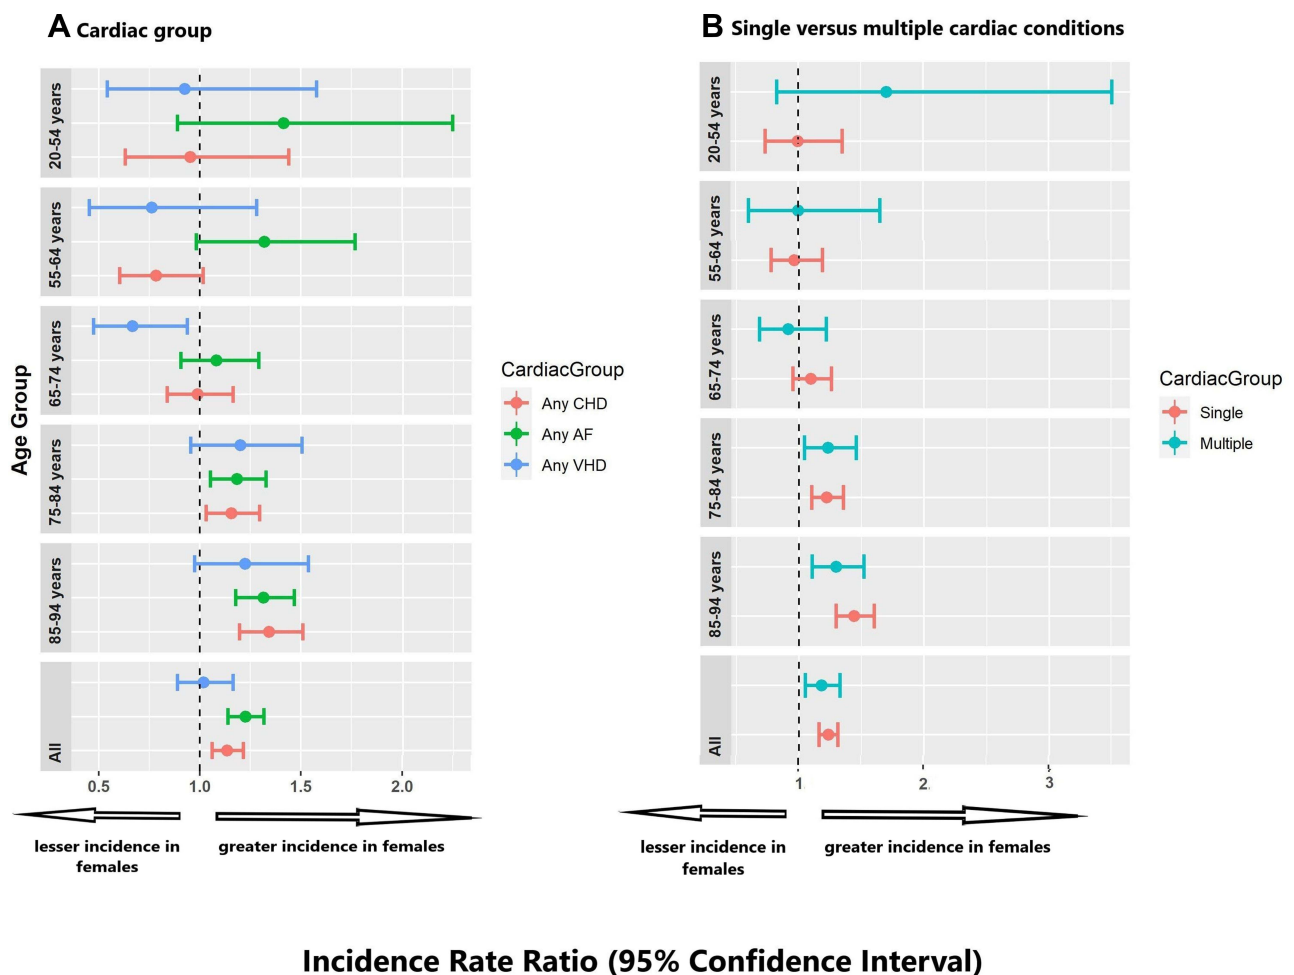 A Cardiac group
20-54 years
55-64 years
65-74 years
75-84 years
85-94 years
All
Age Group
0.5 1.0 1.5 2.0
lesser incidence in
females
greater incidence in females
CardiacGroup
Any CHD
Any AF
Any VHD
B Single versus multiple cardiac conditions
20-54 years
55-64 years
65-74 years
75-84 years
85-94 years
All
1 2 3
lesser incidence in
females
greater incidence in females
CardiacGroup
Single
Multiple
Incidence Rate Ratio (95% Confidence Interval)